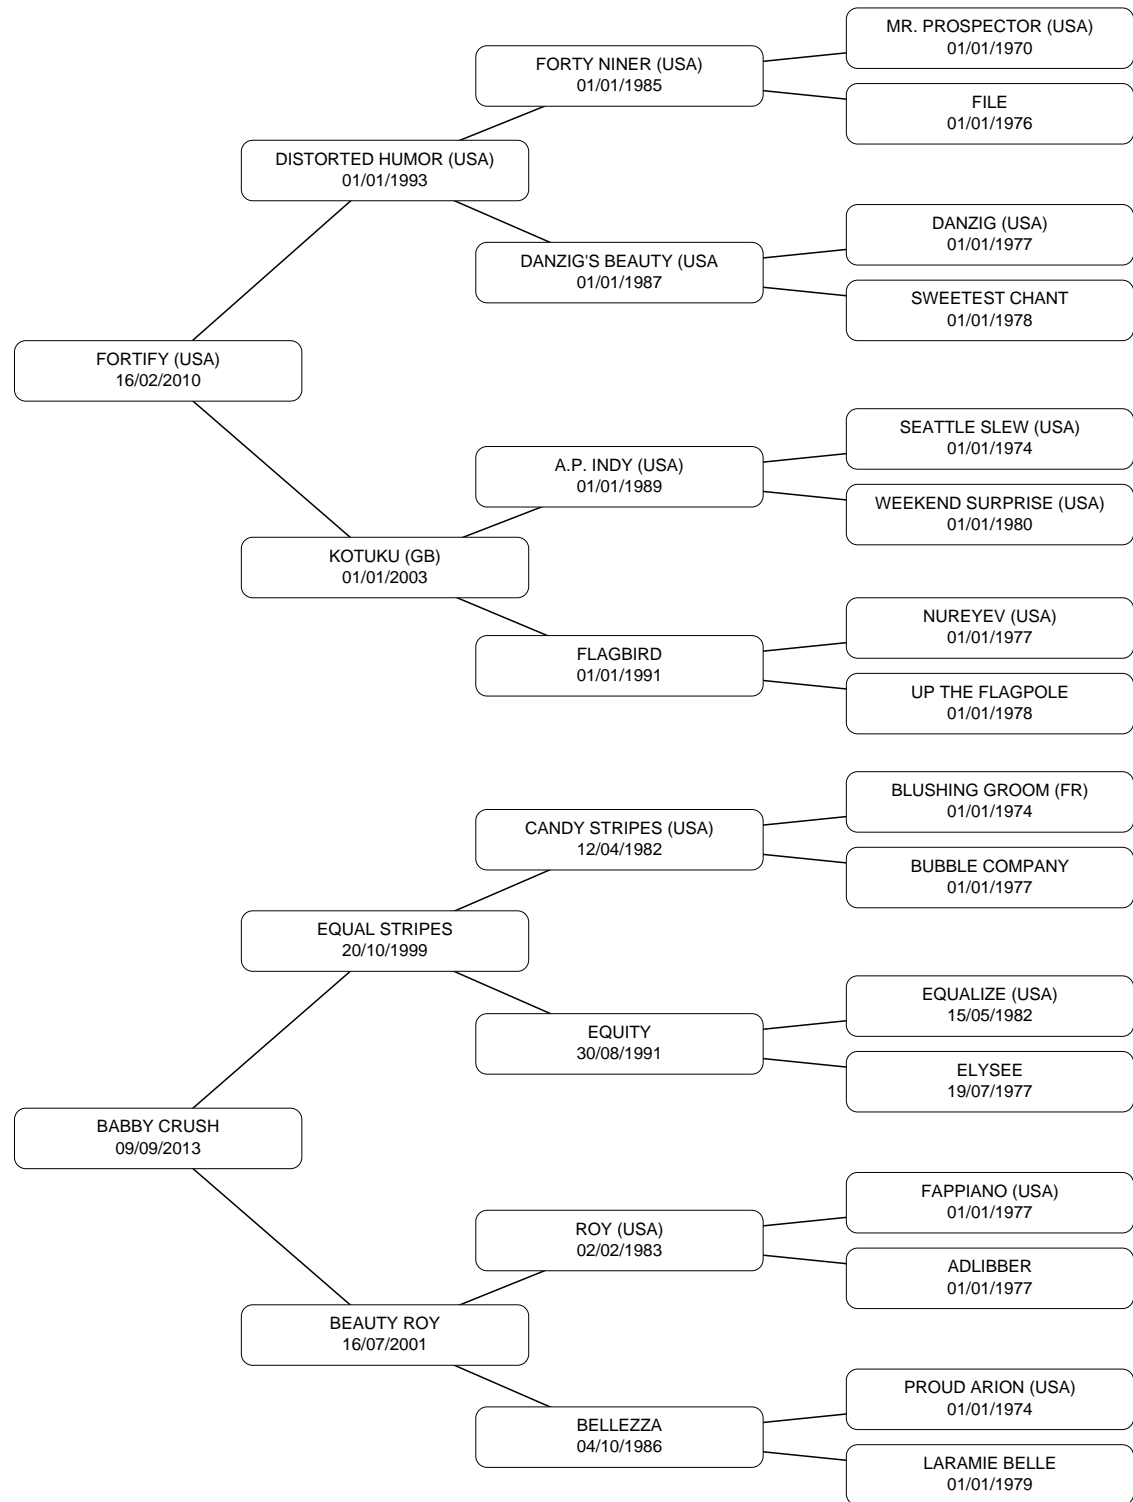 MR. PROSPECTOR (USA)
01/01/1970
FORTY NINER (USA)
01/01/1985
FILE
01/01/1976
DISTORTED HUMOR (USA)
01/01/1993
DANZIG (USA)
01/01/1977
DANZIG'S BEAUTY (USA
01/01/1987
SWEETEST CHANT
01/01/1978
FORTIFY (USA)
16/02/2010
SEATTLE SLEW (USA)
01/01/1974
A.P. INDY (USA)
01/01/1989
WEEKEND SURPRISE (USA)
01/01/1980
KOTUKU (GB)
01/01/2003
NUREYEV (USA)
01/01/1977
FLAGBIRD
01/01/1991
UP THE FLAGPOLE
01/01/1978
BLUSHING GROOM (FR)
01/01/1974
CANDY STRIPES (USA)
12/04/1982
BUBBLE COMPANY
01/01/1977
EQUAL STRIPES
20/10/1999
EQUALIZE (USA)
15/05/1982
EQUITY
30/08/1991
ELYSEE
19/07/1977
BABBY CRUSH
09/09/2013
FAPPIANO (USA)
01/01/1977
ROY (USA)
02/02/1983
ADLIBBER
01/01/1977
BEAUTY ROY
16/07/2001
PROUD ARION (USA)
01/01/1974
BELLEZZA
04/10/1986
LARAMIE BELLE
01/01/1979